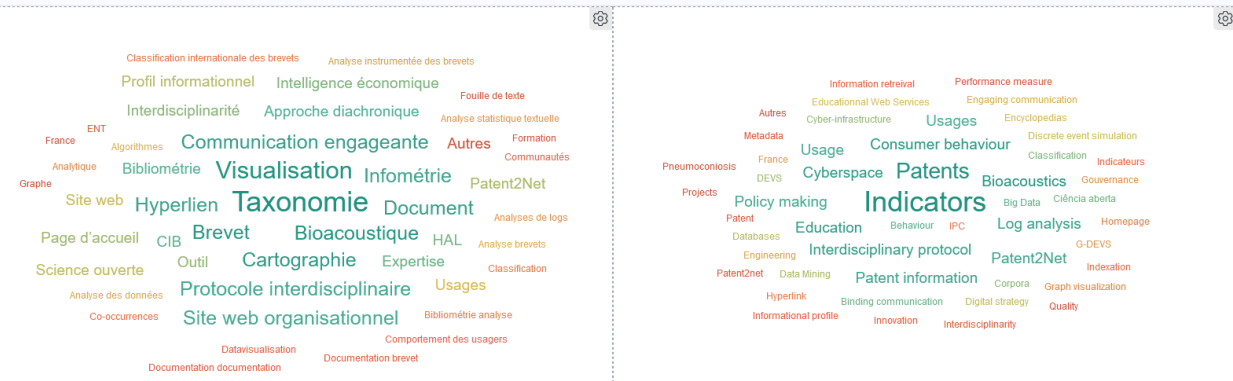 Classification internationale des brevets
Analyse instrumentée des brevets
Profil informationnel
Intelligence économique
Fouille de texte
Interdisciplinarité
Approche diachronique
Analyse statistique textuelle
ENT
France
Algorithmes
Communication engageante
Autres
Formation
Communautés
Analytique
Bibliométrie
Visualisation
Infométrie
Patent2Net
Graphe
Site web
Hyperlien
Taxonomie
Document
Analyses de logs
Page d'accueil
CIB
Brevet
Bioacoustique
HAL
Analyse brevets
Science ouverte
Outil
Cartographie
Expertise
Classification
Analyse des données
Protocole interdisciplinaire
Usages
Co-occurrences
Site web organisationnel
Bibliométrie analyse
Comportement des usagers
Datavisualisation
Documentation brevet
Documentation documentation
Information retreival
Performance measure
Educationnal Web Services
Engaging communication
Autres
Cyber-infrastructure
Usages
Encyclopedias
Metadata
Usage
Consumer behaviour
Discrete event simulation
Pneumoconiosis
France
Classification
Indicateurs
DEVS
Cyberspace
Patents
Bioacoustics
Gouvernance
Projects
Policy making
Indicators
Big Data
Ciência aberta
Patent
Education
Behaviour
IPC
Log analysis
Homepage
Databases
Interdisciplinary protocol
G-DEVS
Engineering
Patent2Net
Indexation
Patent2net
Data Mining
Patent information
Corpora
Graph visualization
Hyperlink
Binding communication
Digital strategy
Quality
Informational profile
Innovation
Interdisciplinarity